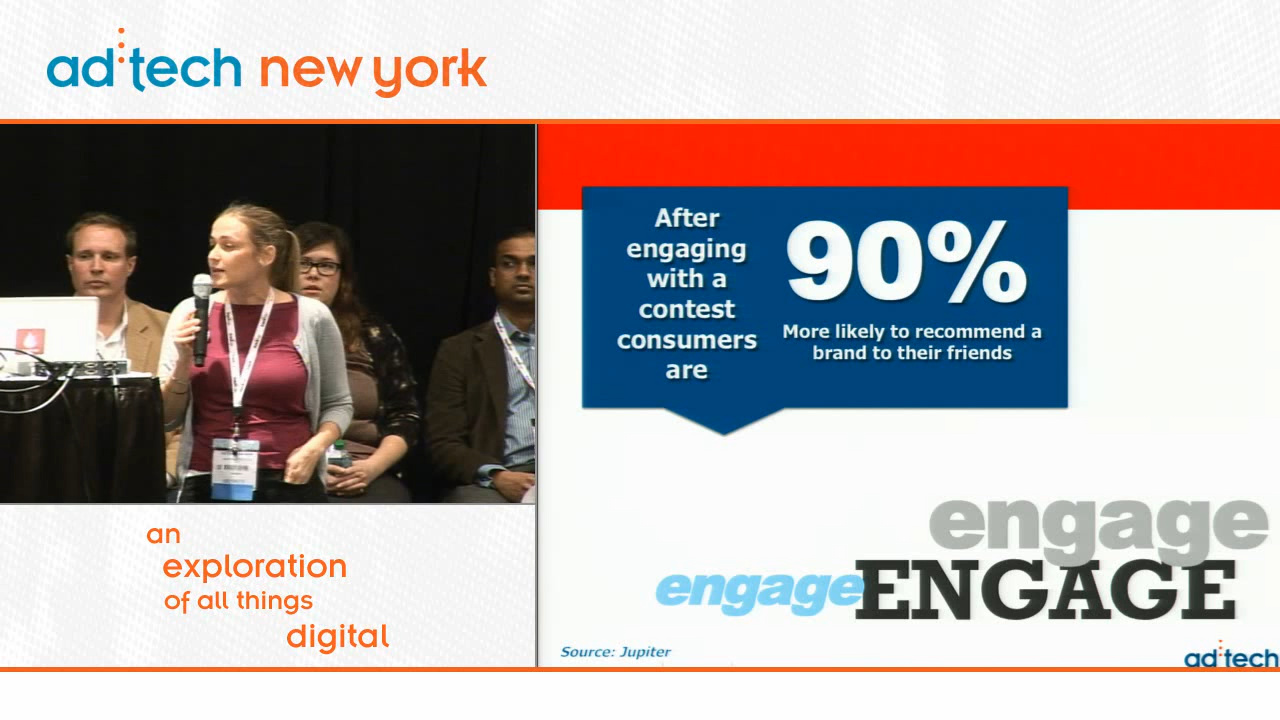 ad:tech new york
After
engaging
with a
contest
consumers
are
90%
More likely to recommend a
brand to their friends
engage
engage ENGAGE
Source: Jupiter
ad:tech
an
exploration
of all things
digital